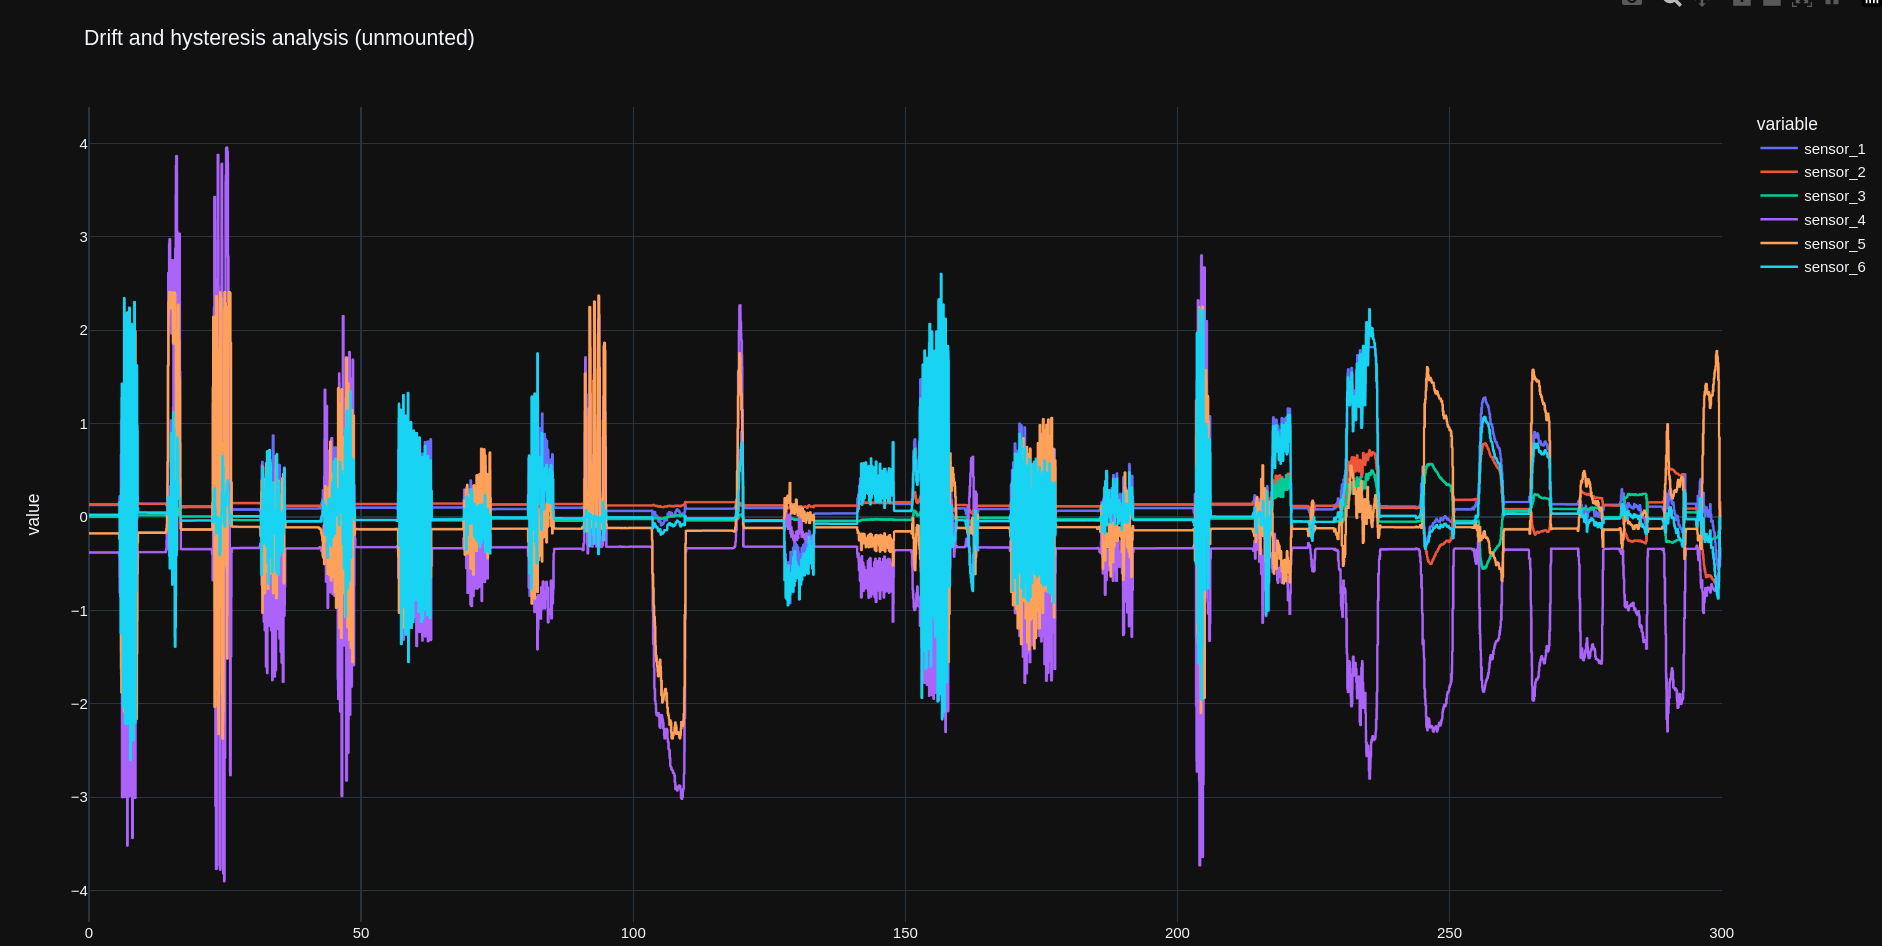 Drift and hysteresis analysis (unmounted)
variable
sensor_1
sensor_2
sensor_3
sensor_4
sensor_5
sensor_6
value
4
3
2
1
0
−1
−2
−3
−4
0 50 100 150 200 250 300